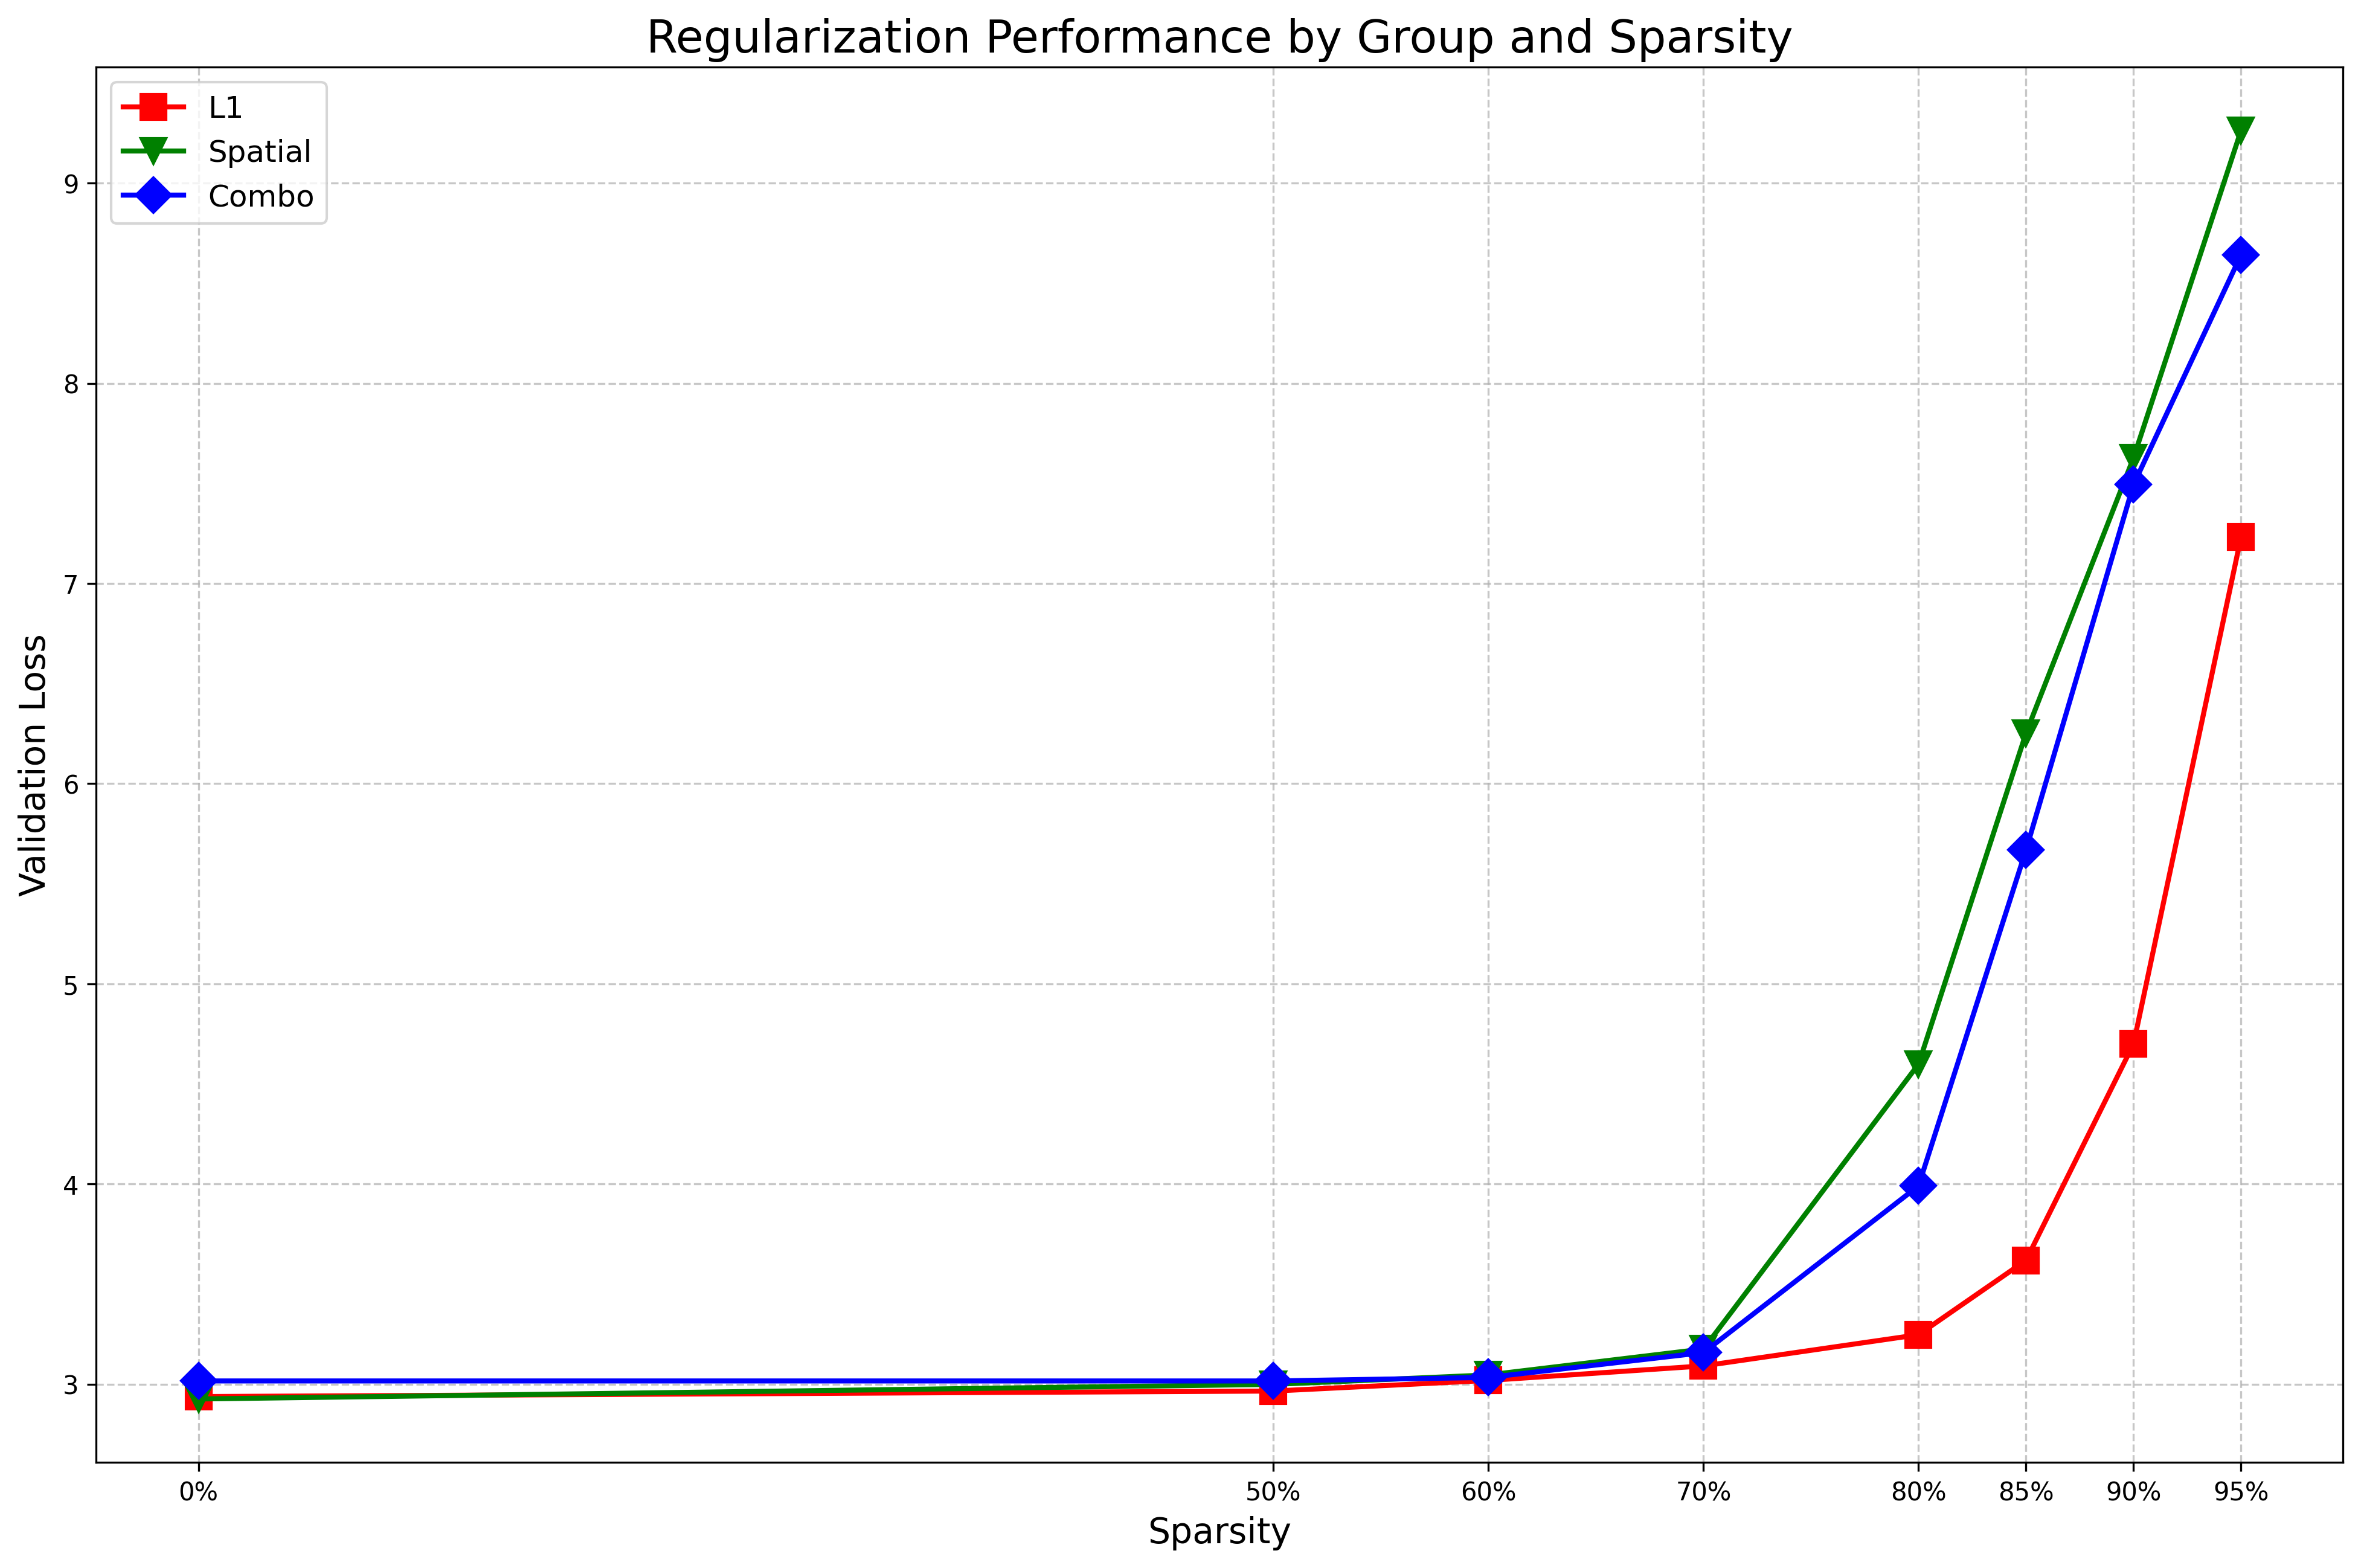 Regularization Performance by Group and Sparsity
L1
Spatial
Combo
Validation Loss
9
8
7
6
5
4
3
0% 50% 60% 70% 80% 85% 90% 95%
Sparsity